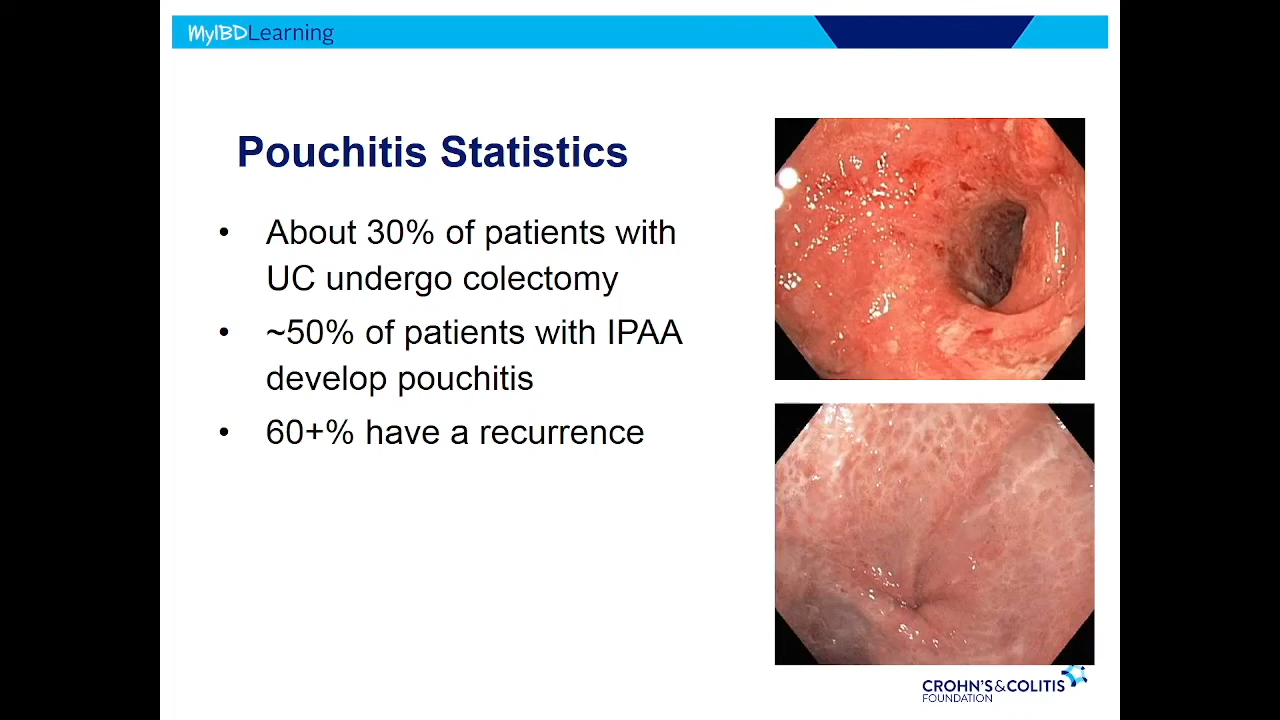 MyIBDLearning
Pouchitis Statistics
• About 30% of patients with
UC undergo colectomy
• ~50% of patients with IPAA
develop pouchitis
• 60+% have a recurrence
CROHN'S&COLITIS
FOUNDATION